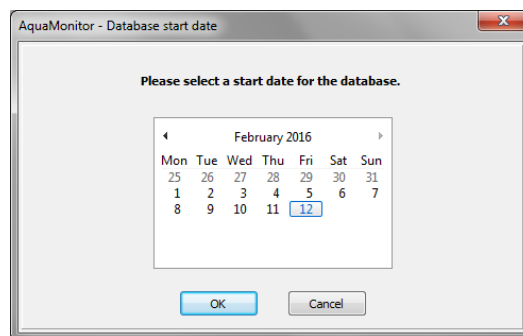 AquaMonitor - Database start date
Please select a start date for the database.
February 2016
Mon Tue Wed Thu Fri Sat Sun
25 26 27 28 29 30 31
1 2 3 4 5 6 7
8 9 10 11 12
OK Cancel